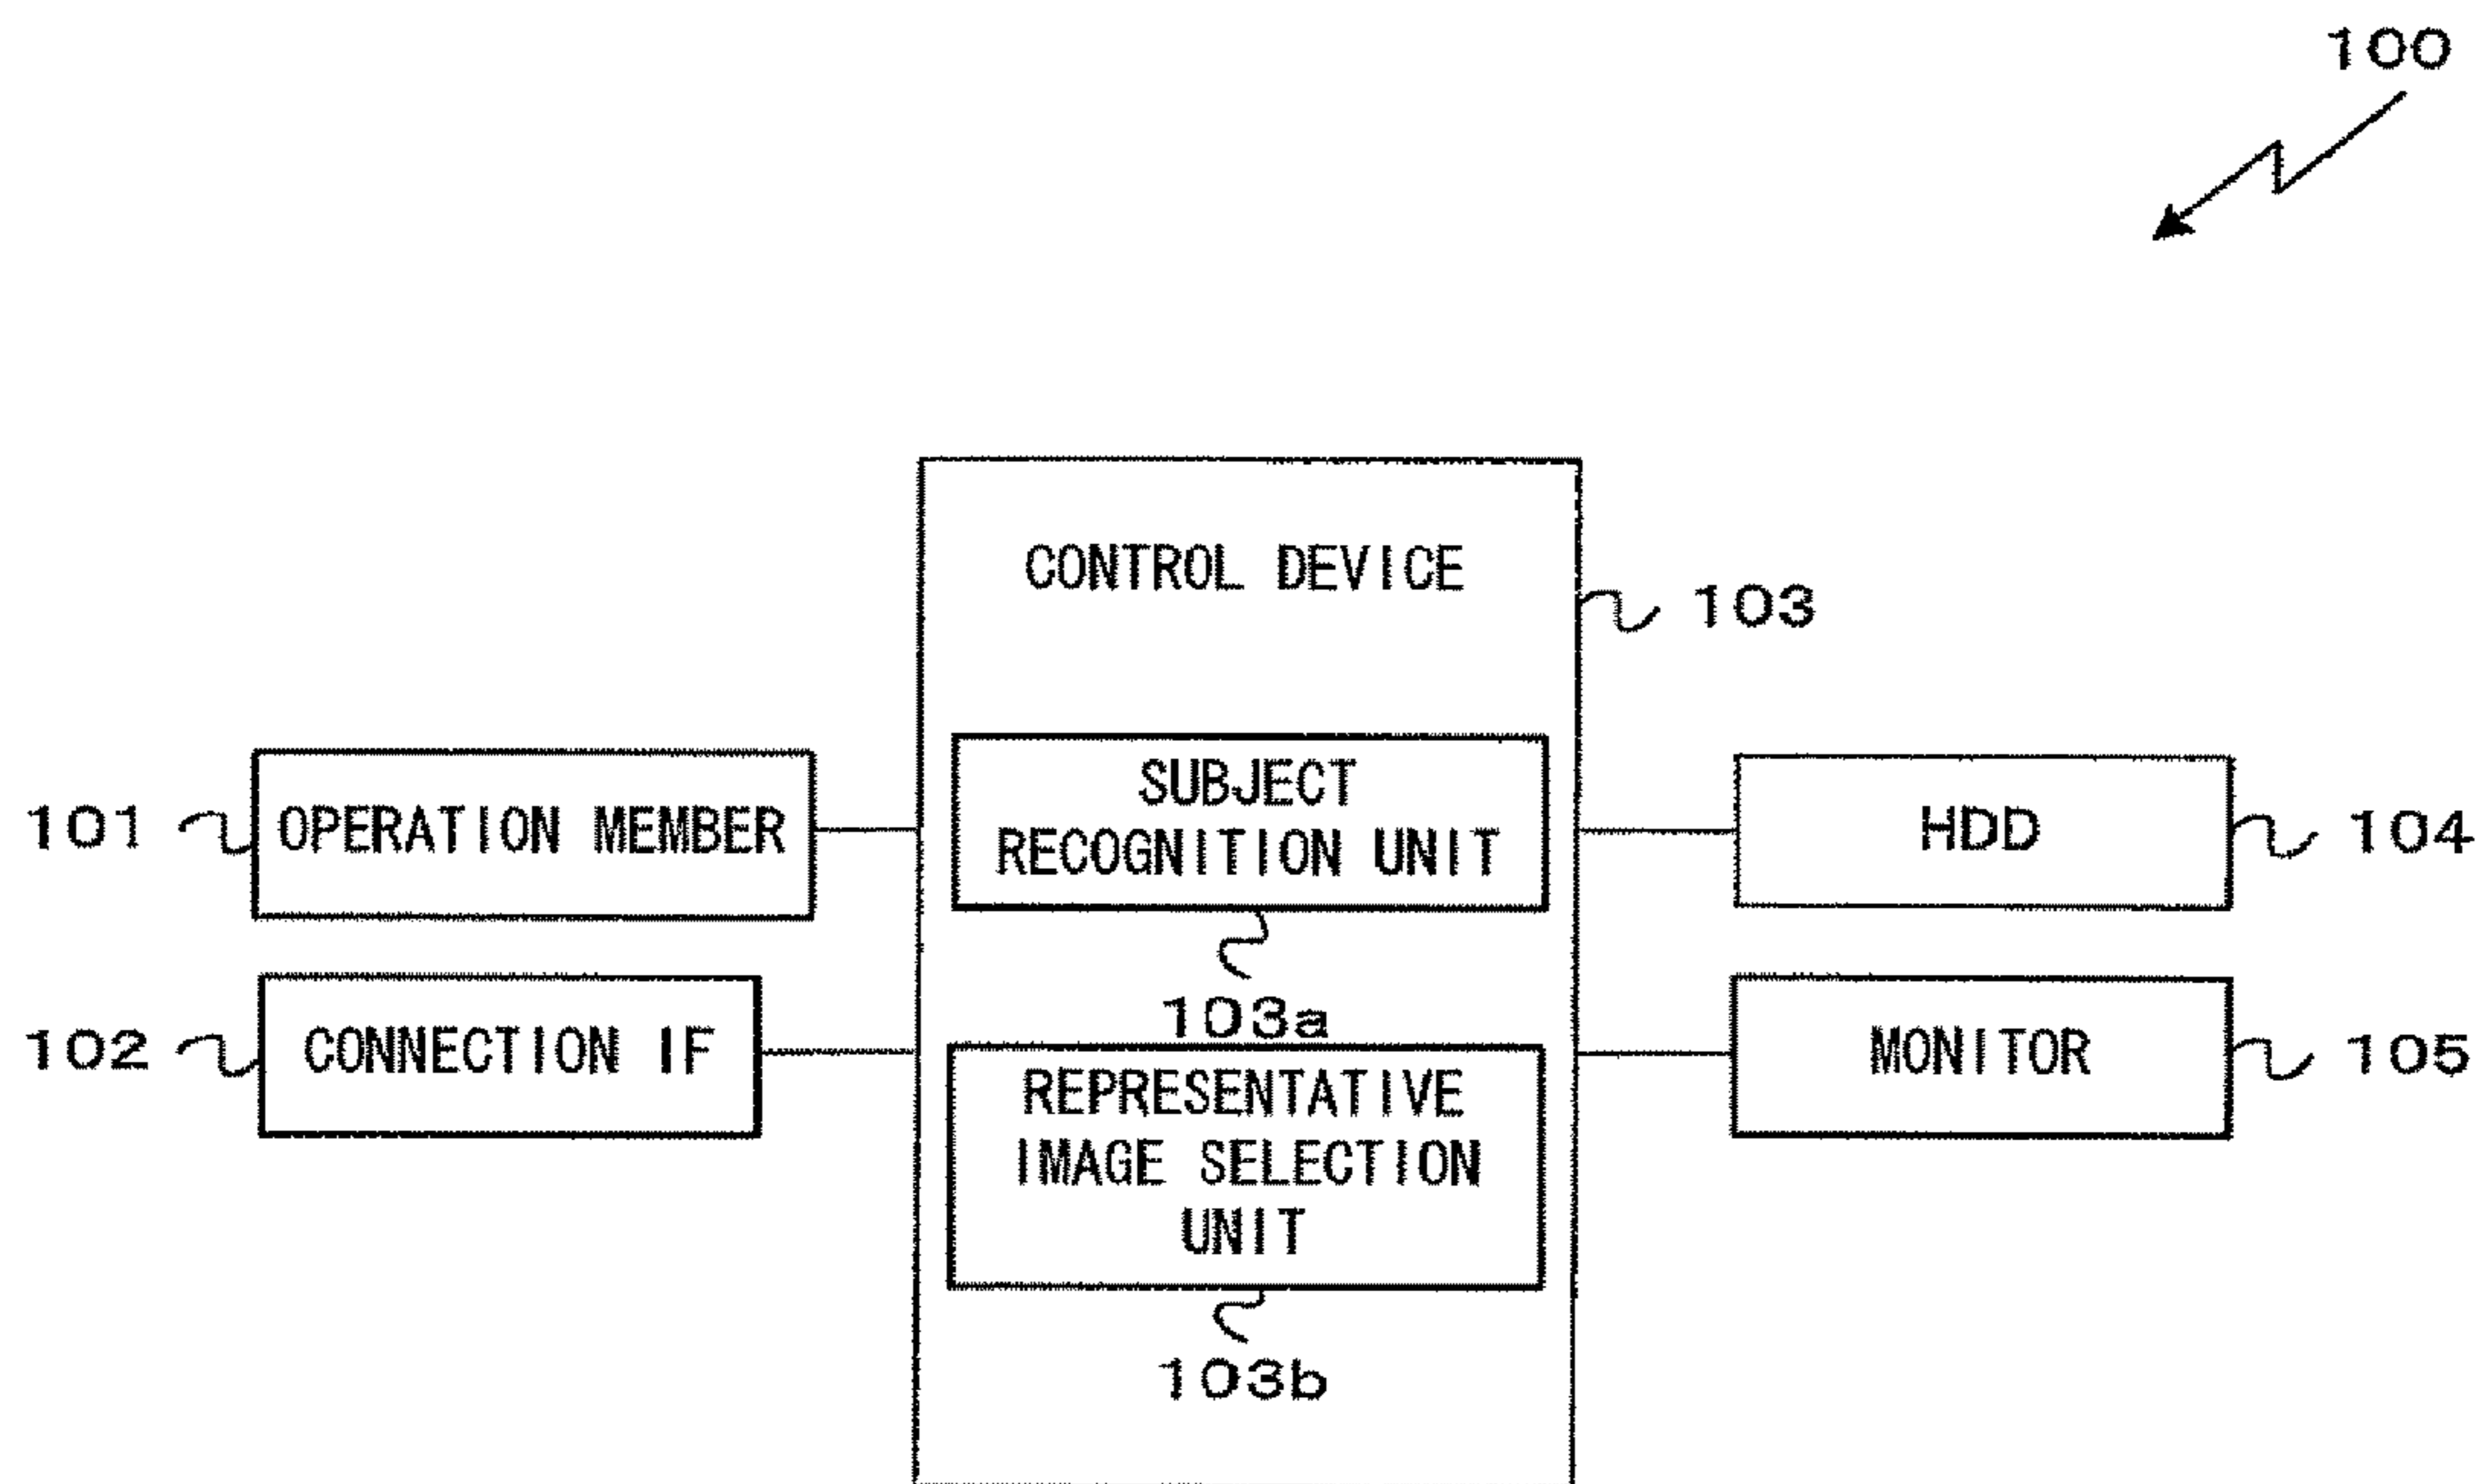 100
CONTROL DEVICE
103
101
OPERATION MEMBER
SUBJECT
RECOGNITION UNIT
103a
HDD
104
102
CONNECTION IF
REPRESENTATIVE
IMAGE SELECTION
UNIT
103b
MONITOR
105